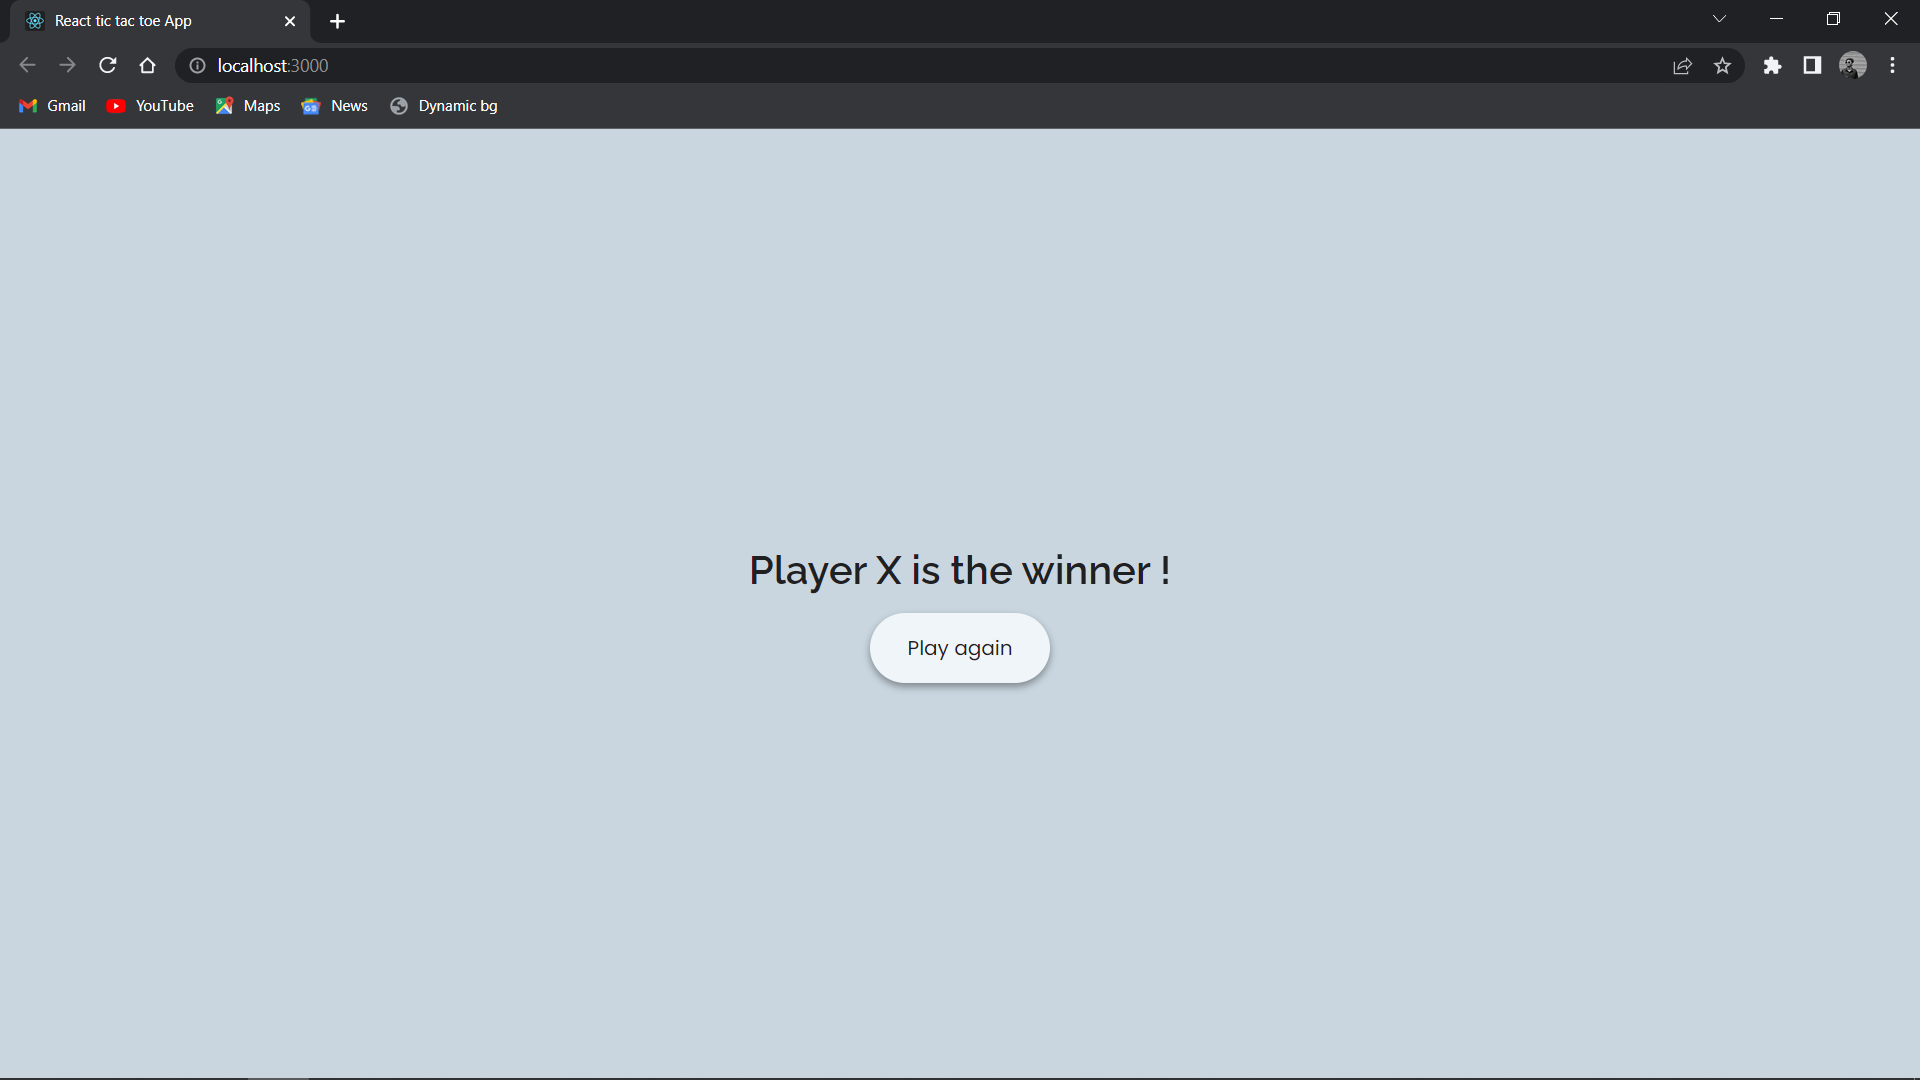 React tic tac toe App
localhost:3000
Gmail YouTube Maps News Dynamic bg
Player X is the winner !
Play again